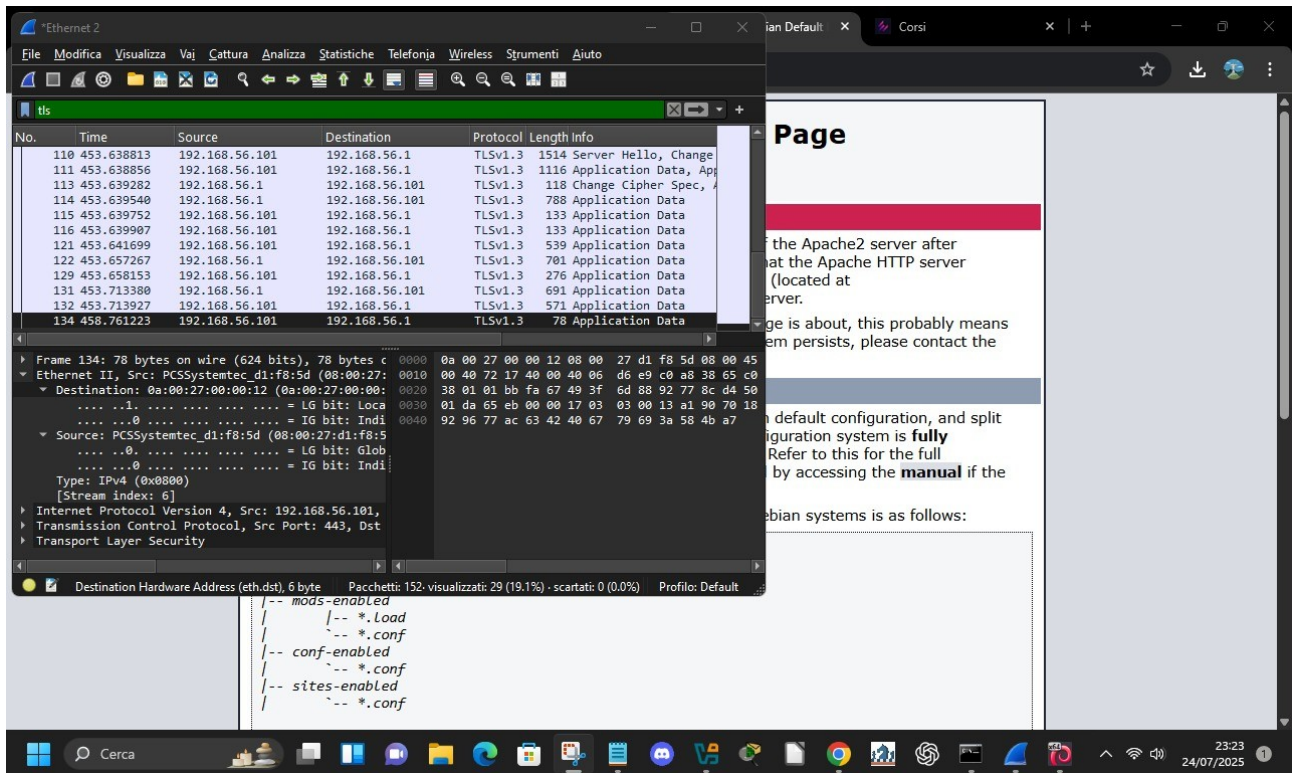 *Ethernet 2
ian Default
Corsi
File Modifica Visualizza Vai Cattura Analizza Statistiche Telefonia Wireless Strumenti Aiuto
tls
No. Time Source Destination Protocol Length Info
110 453.638813 192.168.56.101 192.168.56.1 TLSv1.3 1514 Server Hello, Change
111 453.638856 192.168.56.101 192.168.56.1 TLSv1.3 1116 Application Data, App
113 453.639282 192.168.56.1 192.168.56.101 TLSv1.3 118 Change Cipher Spec, A
114 453.639540 192.168.56.1 192.168.56.101 TLSv1.3 788 Application Data
115 453.639752 192.168.56.101 192.168.56.1 TLSv1.3 133 Application Data
116 453.639907 192.168.56.101 192.168.56.1 TLSv1.3 133 Application Data
121 453.641699 192.168.56.101 192.168.56.1 TLSv1.3 539 Application Data
122 453.657267 192.168.56.1 192.168.56.101 TLSv1.3 701 Application Data
129 453.658153 192.168.56.101 192.168.56.1 TLSv1.3 276 Application Data
131 453.713380 192.168.56.1 192.168.56.101 TLSv1.3 691 Application Data
132 453.713927 192.168.56.101 192.168.56.1 TLSv1.3 571 Application Data
134 458.761223 192.168.56.101 192.168.56.1 TLSv1.3 78 Application Data
Frame 134: 78 bytes on wire (624 bits), 78 bytes c
Ethernet II, Src: PCSSystemtec_d1:f8:5d (08:00:27:
Destination: 0a:00:27:00:00:12 (0a:00:27:00:00:
.... ..1. .... .... .... .... = LG bit: Loca
.... ...0 .... .... .... .... = IG bit: Indi
Source: PCSSystemtec_d1:f8:5d (08:00:27:d1:f8:5
.... ..0. .... .... .... .... = LG bit: Glob
.... ...0 .... .... .... .... = IG bit: Indi
Type: IPv4 (0x0800)
[Stream index: 6]
Internet Protocol Version 4, Src: 192.168.56.101,
Transmission Control Protocol, Src Port: 443, Dst
Transport Layer Security
0000 0a 00 27 00 00 12 08 00 27 d1 f8 5d 08 00 45
0010 00 40 72 17 40 00 40 06 d6 e9 c0 a8 38 65 c0
0020 38 01 01 bb fa 67 49 3f 6d 88 92 77 8c d4 50
0030 01 da 65 eb 00 00 17 03 03 00 13 a1 90 70 18
0040 92 96 77 ac 63 42 40 67 79 69 3a 58 4b a7
Destination Hardware Address (eth.dst), 6 byte Pacchetti: 152· visualizzati: 29 (19.1%) · scartati: 0 (0.0%) Profilo: Default
Page
f the Apache2 server after
at the Apache HTTP server
(located at
erver.
ge is about, this probably means
em persists, please contact the
n default configuration, and split
iguration system is fully
Refer to this for the full
by accessing the manual if the
ebian systems is as follows:
|-- mods-enabled
| |-- *.load
| `-- *.conf
|-- conf-enabled
| `-- *.conf
|-- sites-enabled
| `-- *.conf
Cerca
23:23
24/07/2025
1